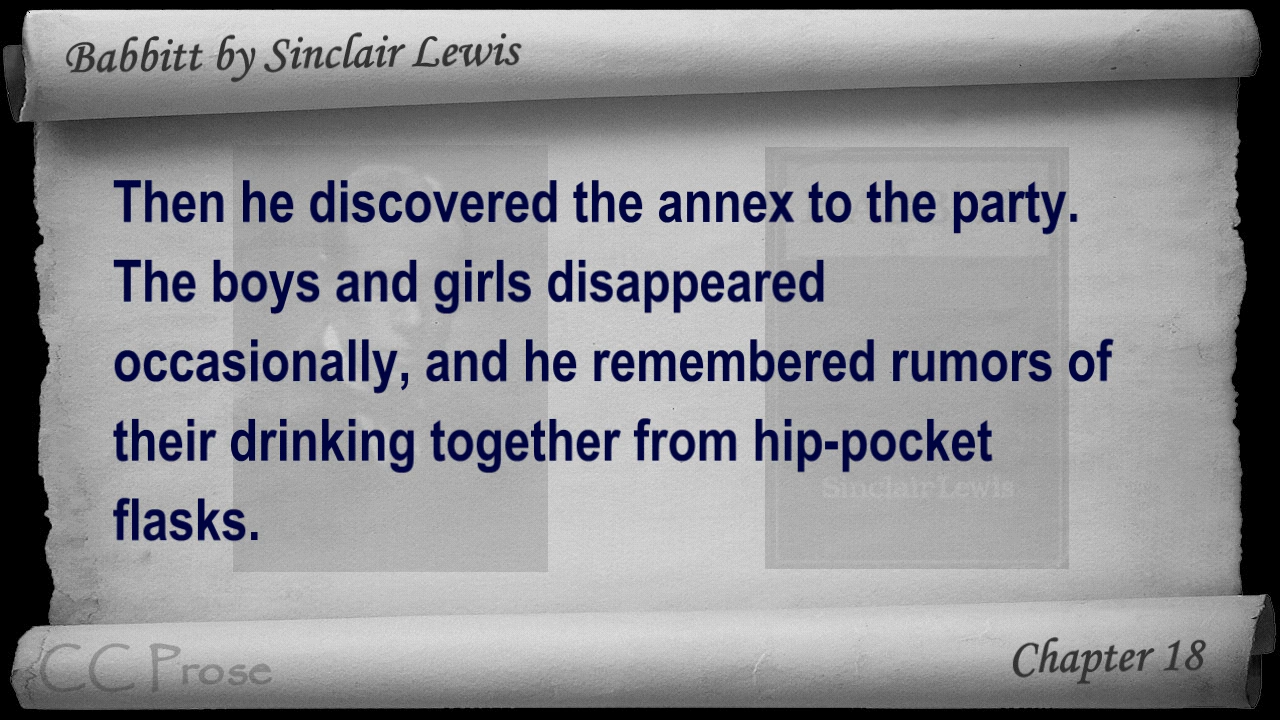 Babbitt by Sinclair Lewis
Then he discovered the annex to the party.
The boys and girls disappeared
occasionally, and he remembered rumors of
their drinking together from hip-pocket
flasks.
Sinclair Lewis
CC Prose
Chapter 18